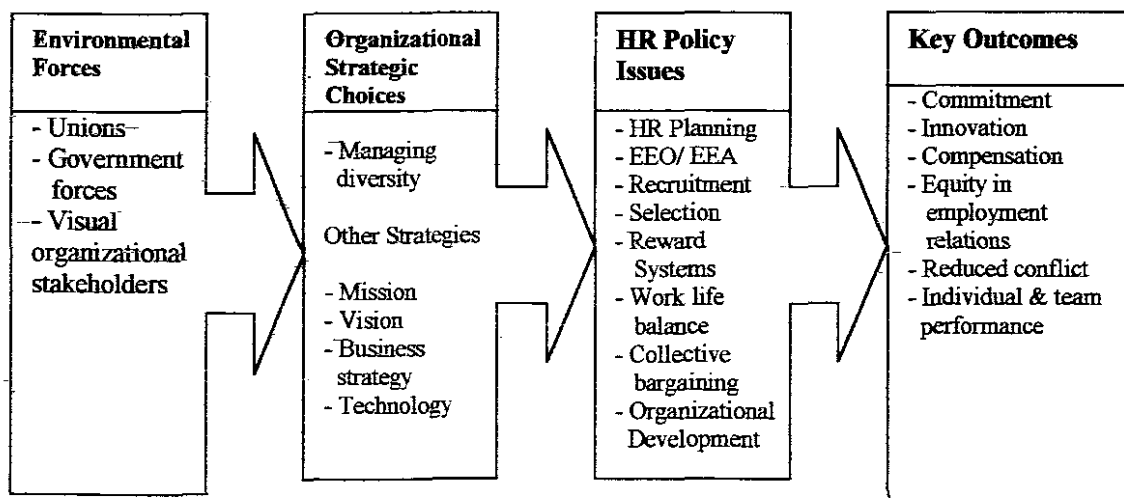 Environmental
Forces
- Unions
- Government
forces
- Visual
organizational
stakeholders
Organizational
Strategic
Choices
- Managing
diversity
Other Strategies
- Mission
- Vision
- Business
strategy
- Technology
HR Policy
Issues
- HR Planning
- EEO/ EEA
- Recruitment
- Selection
- Reward
Systems
- Work life
balance
- Collective
bargaining
- Organizational
Development
Key Outcomes
- Commitment
- Innovation
- Compensation
- Equity in
employment
relations
- Reduced conflict
- Individual & team
performance